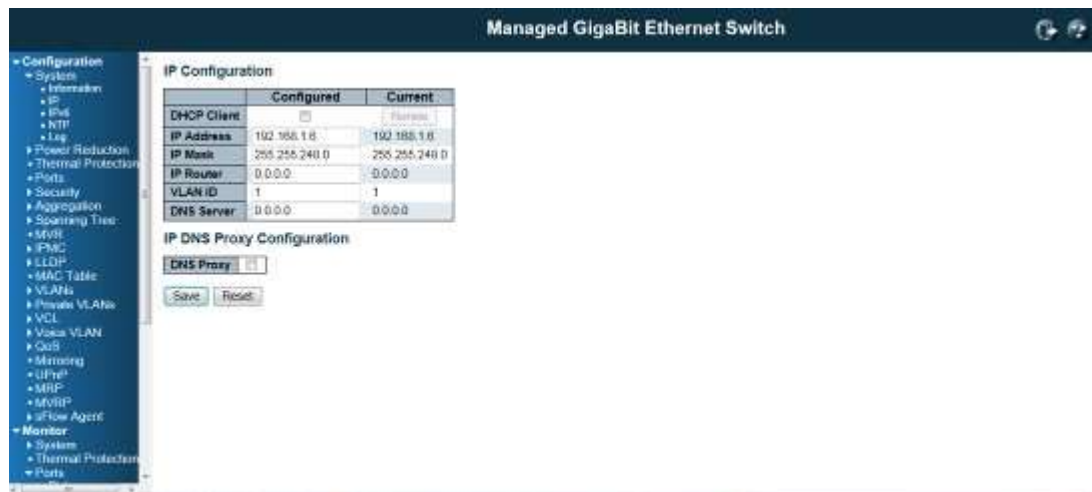 Managed GigaBit Ethernet Switch
Configuration
System
Information
IP
IPv6
NTP
Log
Power Reduction
Thermal Protection
Ports
Security
Aggregation
Spanning Tree
MVR
IPMC
LLDP
MAC Table
VLANs
Private VLANs
VCL
Voice VLAN
QoS
Mirroring
UPnP
MRP
MVRP
sFlow Agent
Monitor
System
Thermal Protection
Ports
IP Configuration
Configured Current
DHCP Client
IP Address 192.168.1.6 192.168.1.6
IP Mask 255.255.240.0 255.255.240.0
IP Router 0.0.0.0 0.0.0.0
VLAN ID 1 1
DNS Server 0.0.0.0 0.0.0.0
IP DNS Proxy Configuration
DNS Proxy
Save Reset